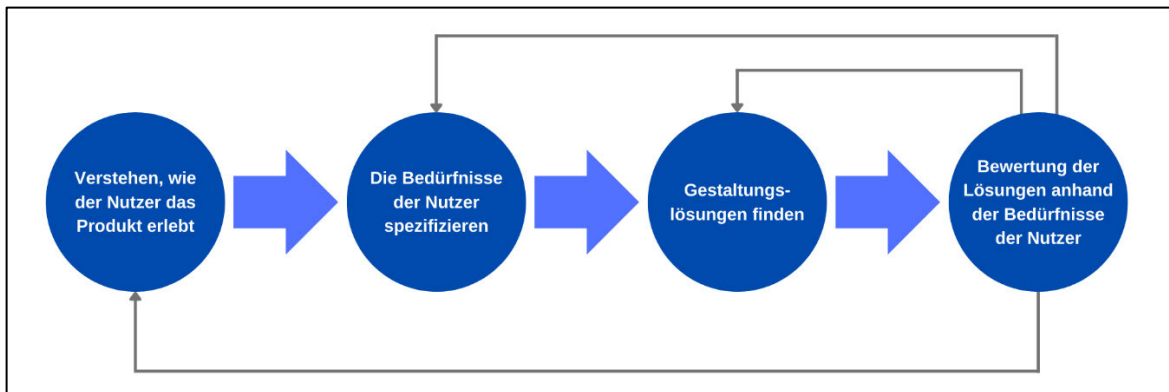 Verstehen, wie
der Nutzer das
Produkt erlebt
Die Bedürfnisse
der Nutzer
spezifizieren
Gestaltungs-
lösungen finden
Bewertung der
Lösungen anhand
der Bedürfnisse
der Nutzer